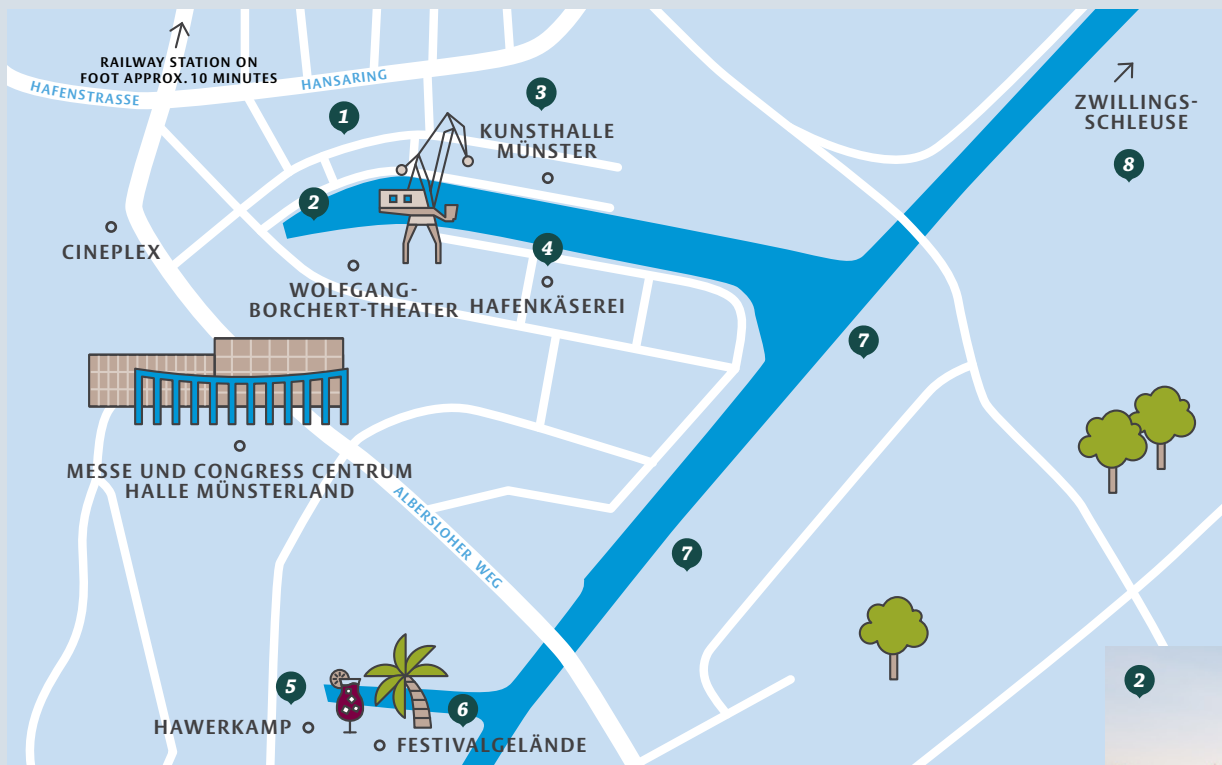 RAILWAY STATION ON
FOOT APPROX. 10 MINUTES
HAFENSTRASSE
HANSARING
1
3
KUNSTHALLE
MÜNSTER
ZWILLINGS-
SCHLEUSE
8
2
CINEPLEX
4
WOLFGANG-
BORCHERT-THEATER
HAFENKÄSEREI
7
MESSE UND CONGRESS CENTRUM
HALLE MÜNSTERLAND
ALBERSLOHER WEG
7
5
6
2
HAWERKAMP
FESTIVALGELÄNDE